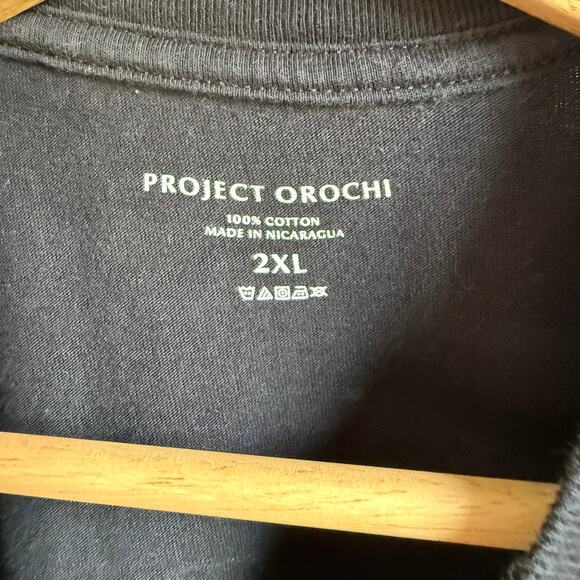 PROJECT OROCHI
100% COTTON
MADE IN NICARAGUA
2XL